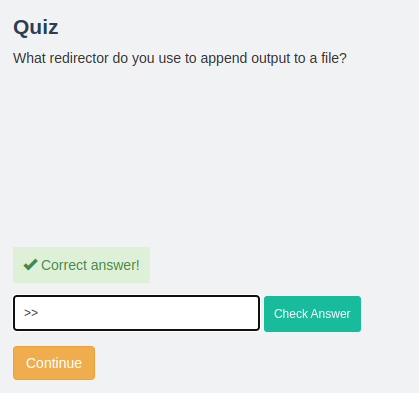 Quiz
What redirector do you use to append output to a file?
✔ Correct answer!
>>
Check Answer
Continue